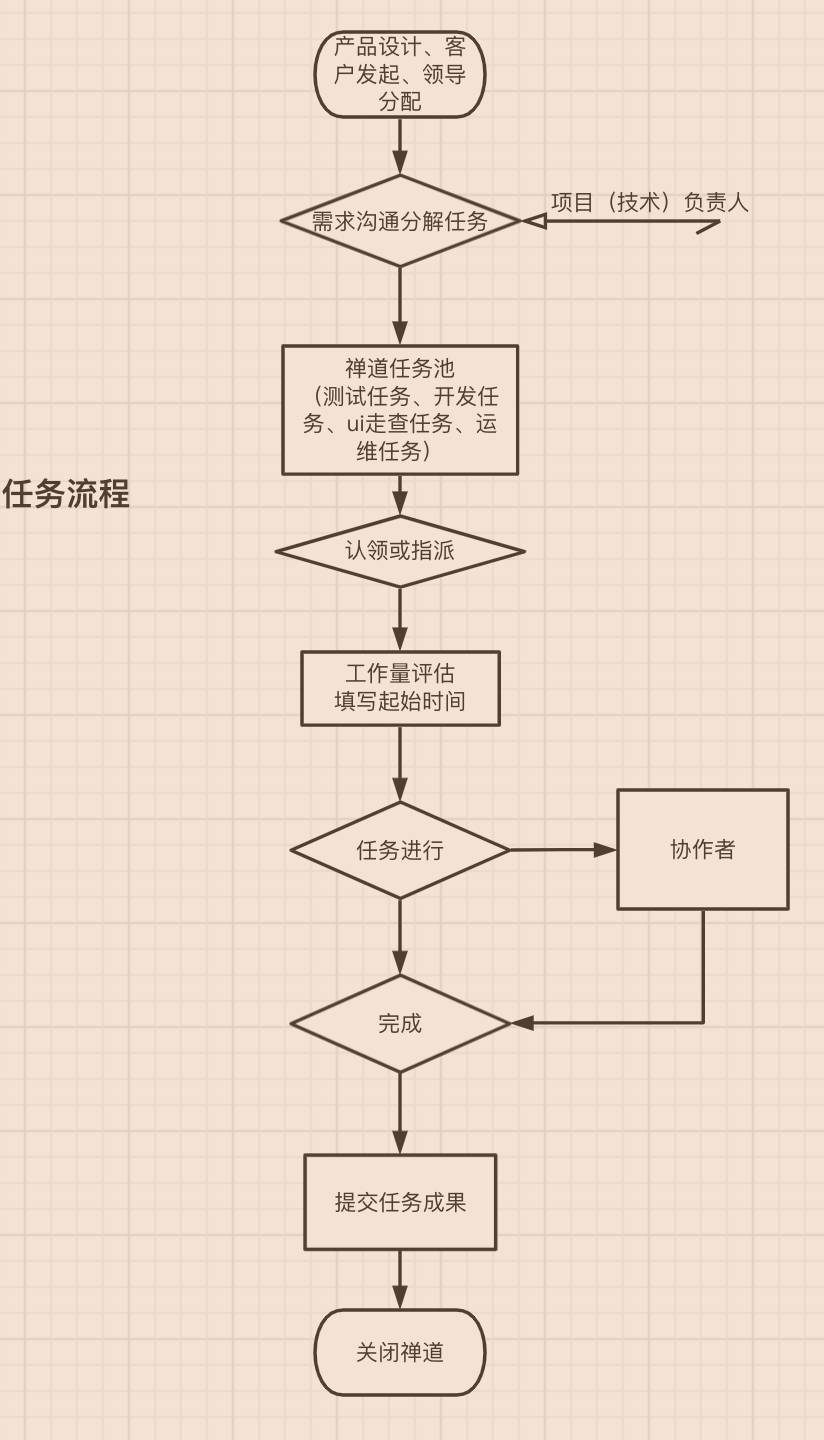 产品设计、客
户发起、领导
分配
项目（技术）负责人
需求沟通分解任务
禅道任务池
（测试任务、开发任
务、ui走查任务、运
维任务）
任务流程
认领或指派
工作量评估
填写起始时间
任务进行
协作者
完成
提交任务成果
关闭禅道